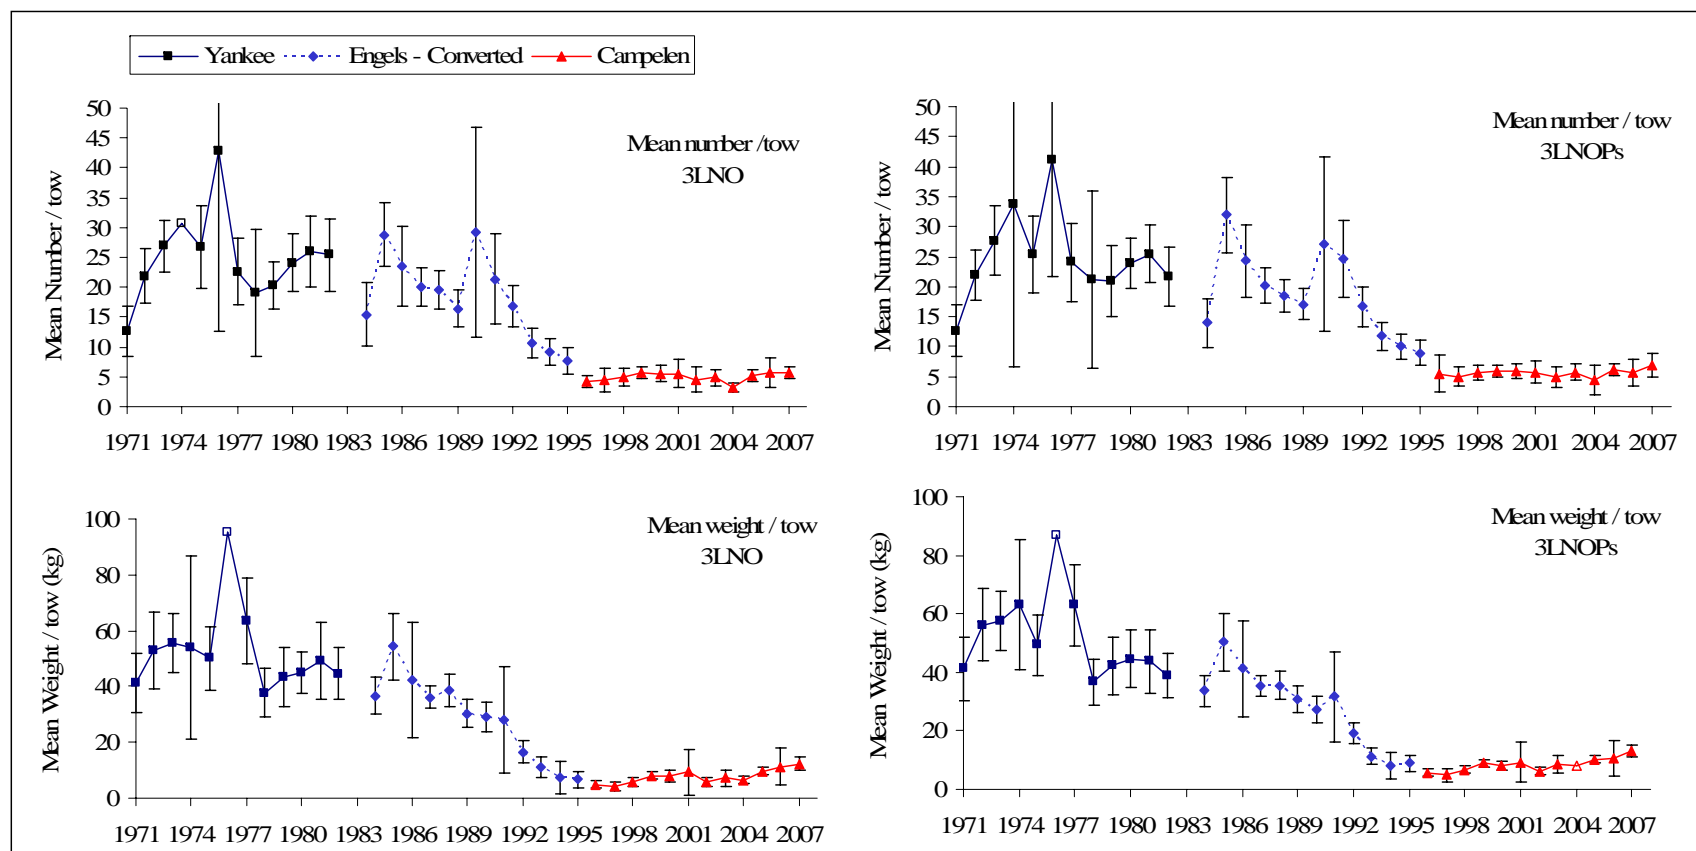 Yankee Engels - Converted Campelen
Mean number /tow
3LNO
Mean Number / tow
50
45
40
35
30
25
20
15
10
5
0
1971 1974 1977 1980 1983 1986 1989 1992 1995 1998 2001 2004 2007
Mean number / tow
3LNOPs
Mean Number / tow
50
45
40
35
30
25
20
15
10
5
0
1971 1974 1977 1980 1983 1986 1989 1992 1995 1998 2001 2004 2007
Mean weight / tow
3LNO
Mean Weight / tow (kg)
100
80
60
40
20
0
1971 1974 1977 1980 1983 1986 1989 1992 1995 1998 2001 2004 2007
Mean weight / tow
3LNOPs
Mean Weight / tow (kg)
100
80
60
40
20
0
1971 1974 1977 1980 1983 1986 1989 1992 1995 1998 2001 2004 2007